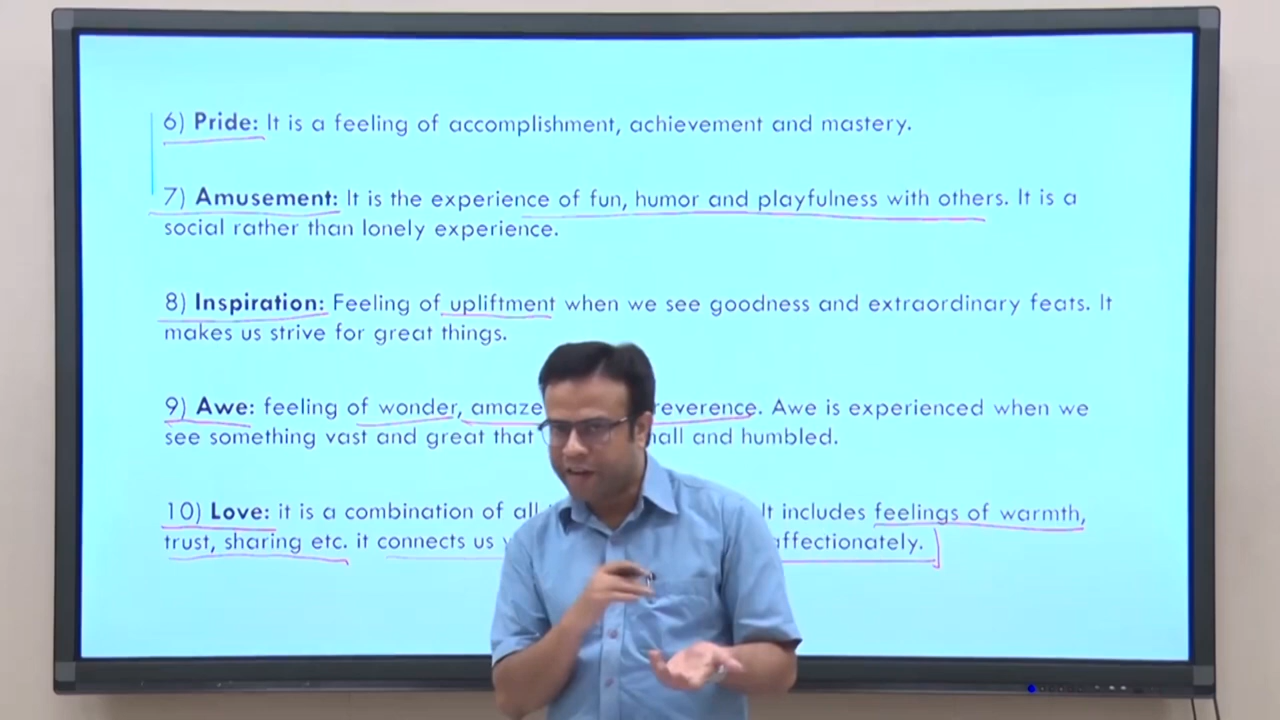 6) Pride: It is a feeling of accomplishment, achievement and mastery.
7) Amusement: It is the experience of fun, humor and playfulness with others. It is a
social rather than lonely experience.
8) Inspiration: Feeling of upliftment when we see goodness and extraordinary feats. It
makes us strive for great things.
9) Awe: feeling of wonder, reverence. Awe is experienced when we
see something vast and great that and humbled.
10) Love: it is a combination of all It includes feelings of warmth,
trust, sharing etc. it connects us affectionately.